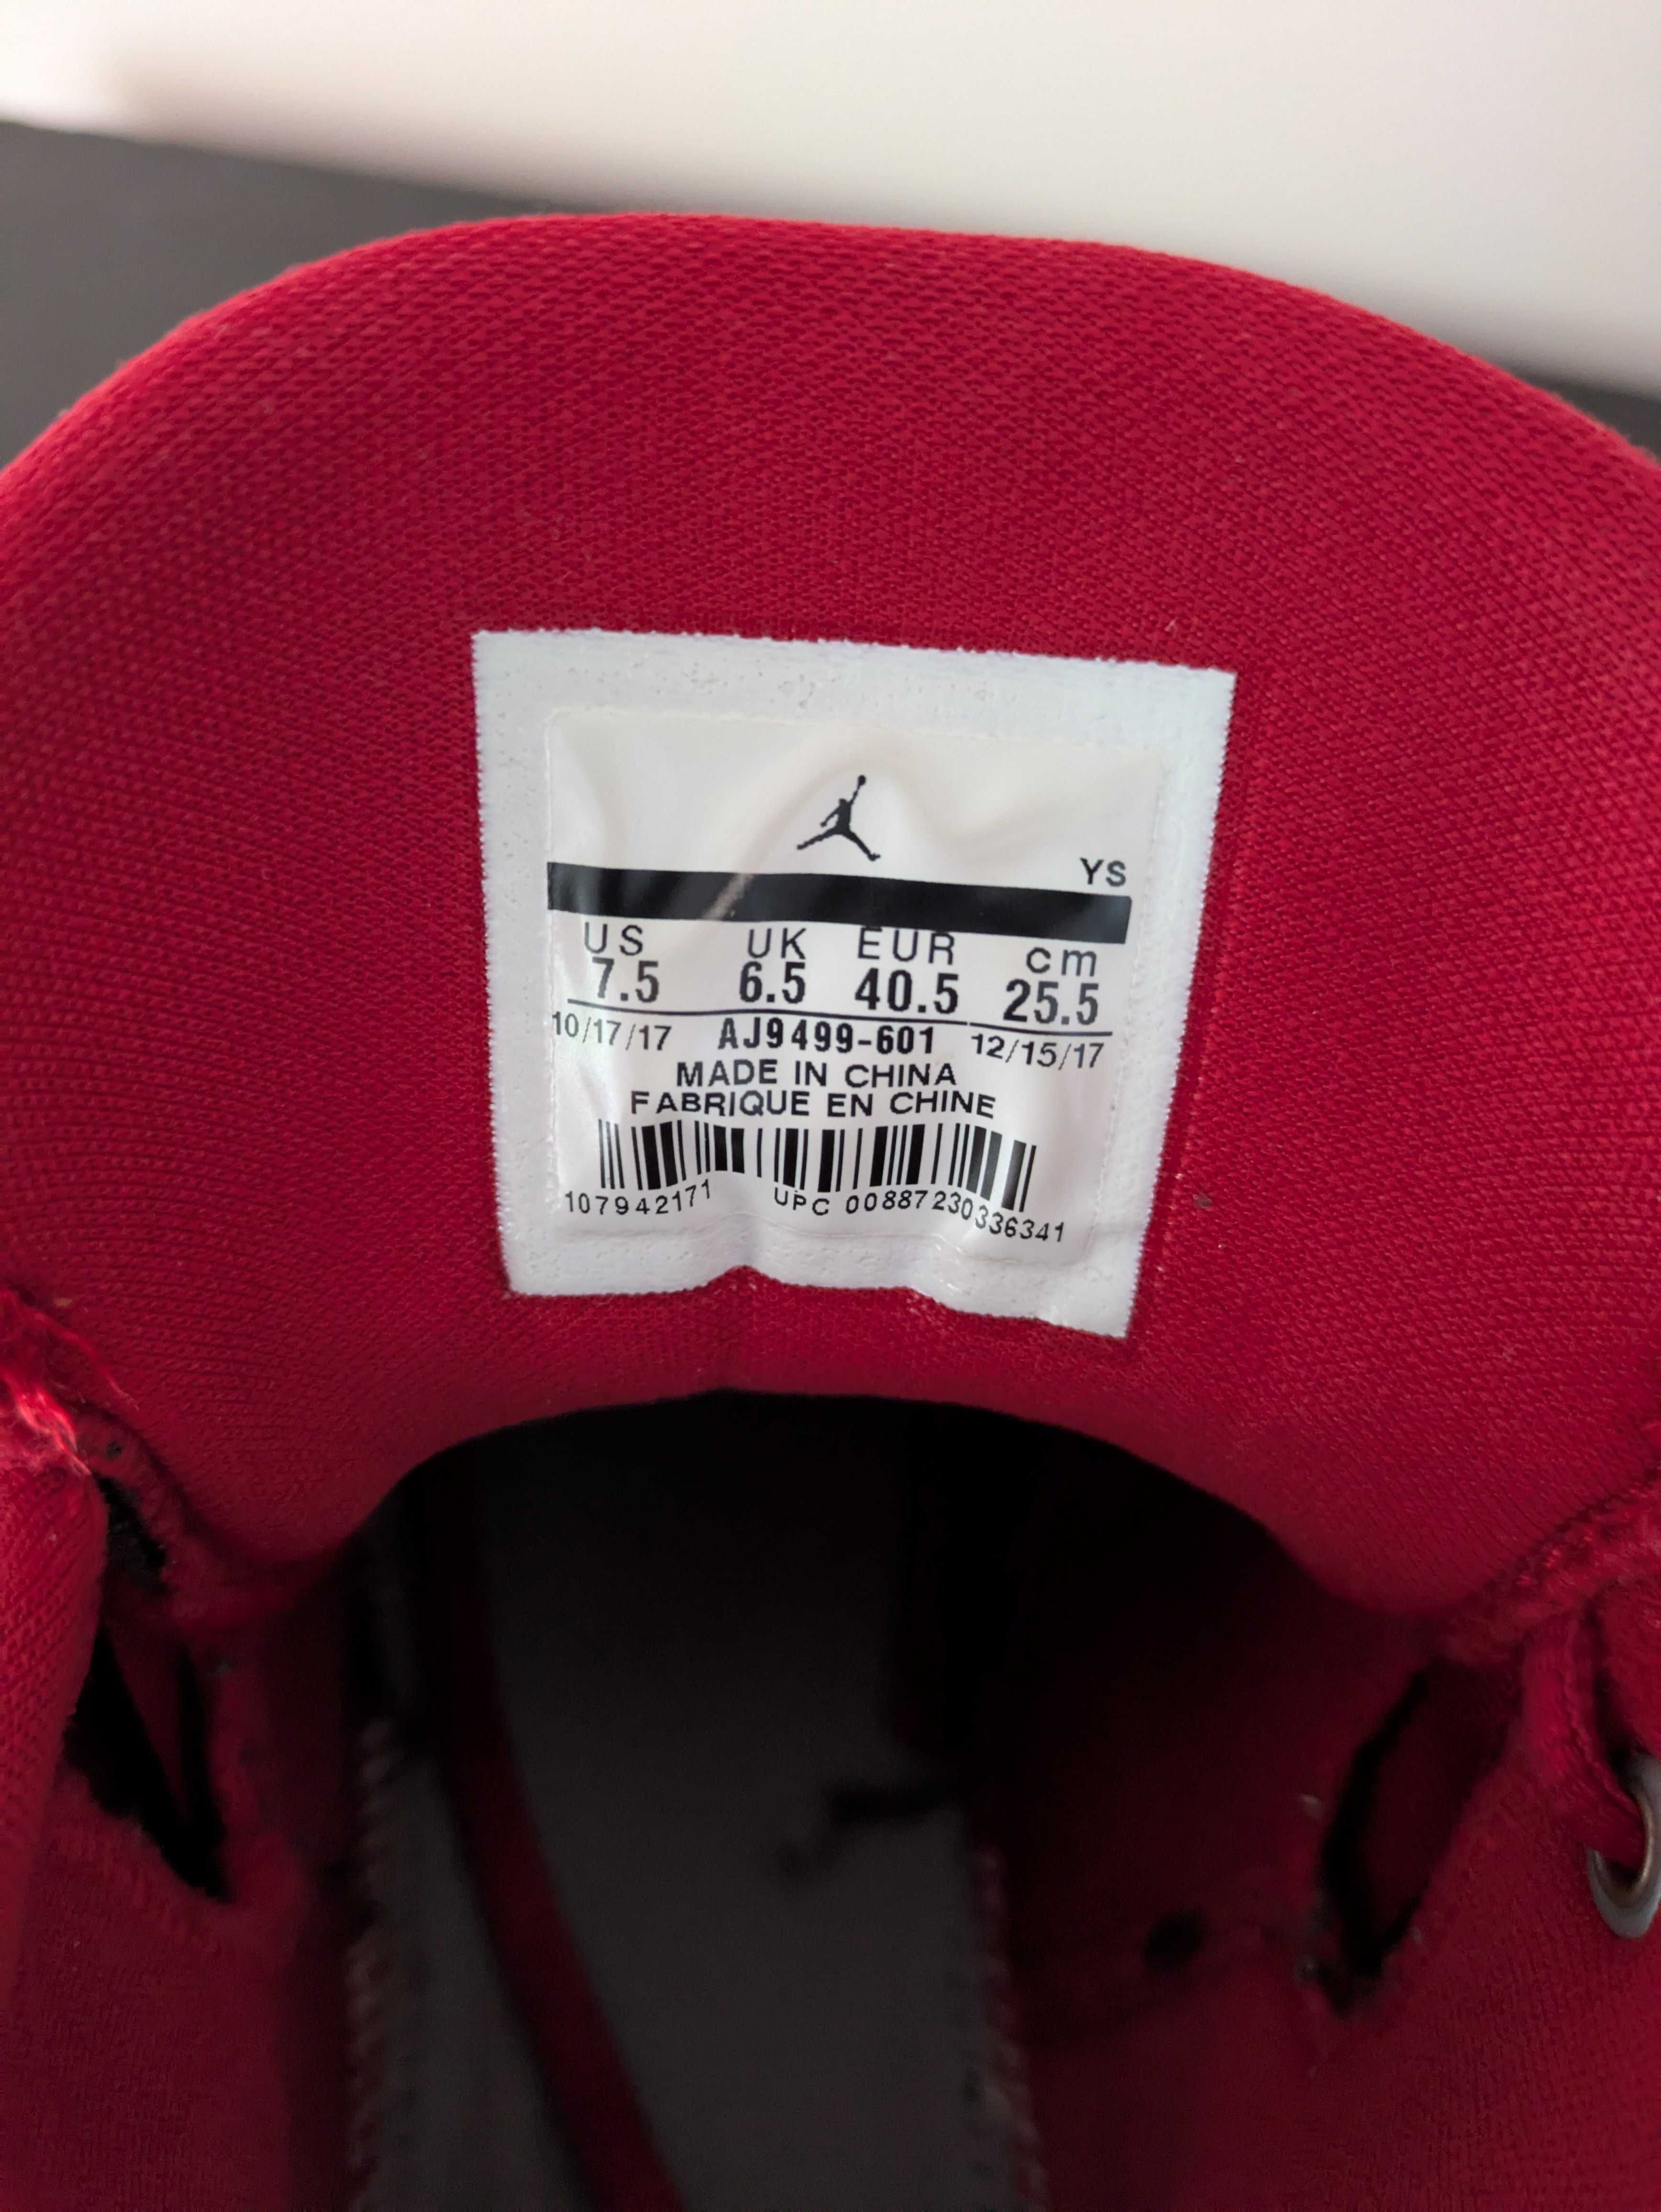 YS
US UK EUR cm
7.5 6.5 40.5 25.5
10/17/17 AJ9499-601 12/15/17
MADE IN CHINA
FABRIQUE EN CHINE
107942171 UPC 00887230336341